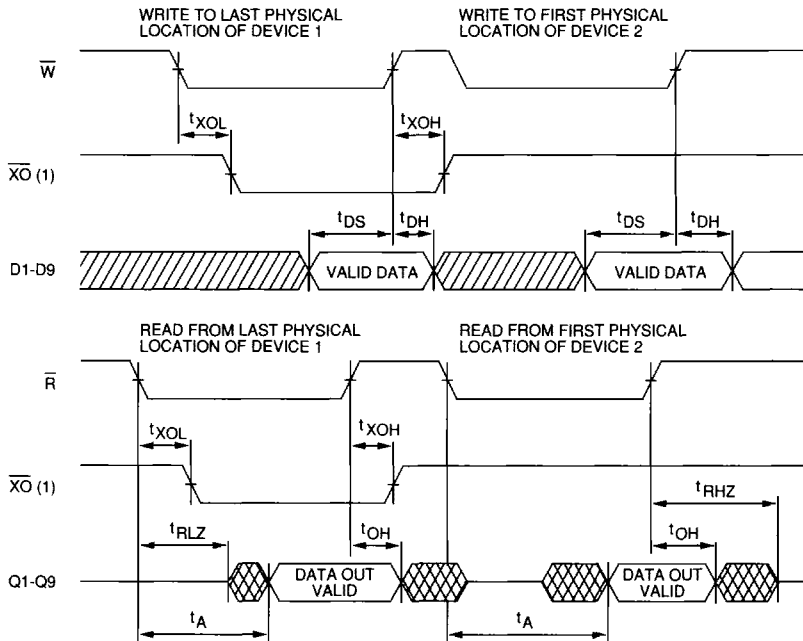 WRITE TO LAST PHYSICAL
LOCATION OF DEVICE 1
WRITE TO FIRST PHYSICAL
LOCATION OF DEVICE 2
W
tXOL
tXOH
XO (1)
tDS
tDH
tDS
tDH
D1-D9
VALID DATA
VALID DATA
READ FROM LAST PHYSICAL
LOCATION OF DEVICE 1
READ FROM FIRST PHYSICAL
LOCATION OF DEVICE 2
R
tXOL
tXOH
XO (1)
tRLZ
tOH
tRHZ
tOH
Q1-Q9
DATA OUT
VALID
DATA OUT
VALID
tA
tA